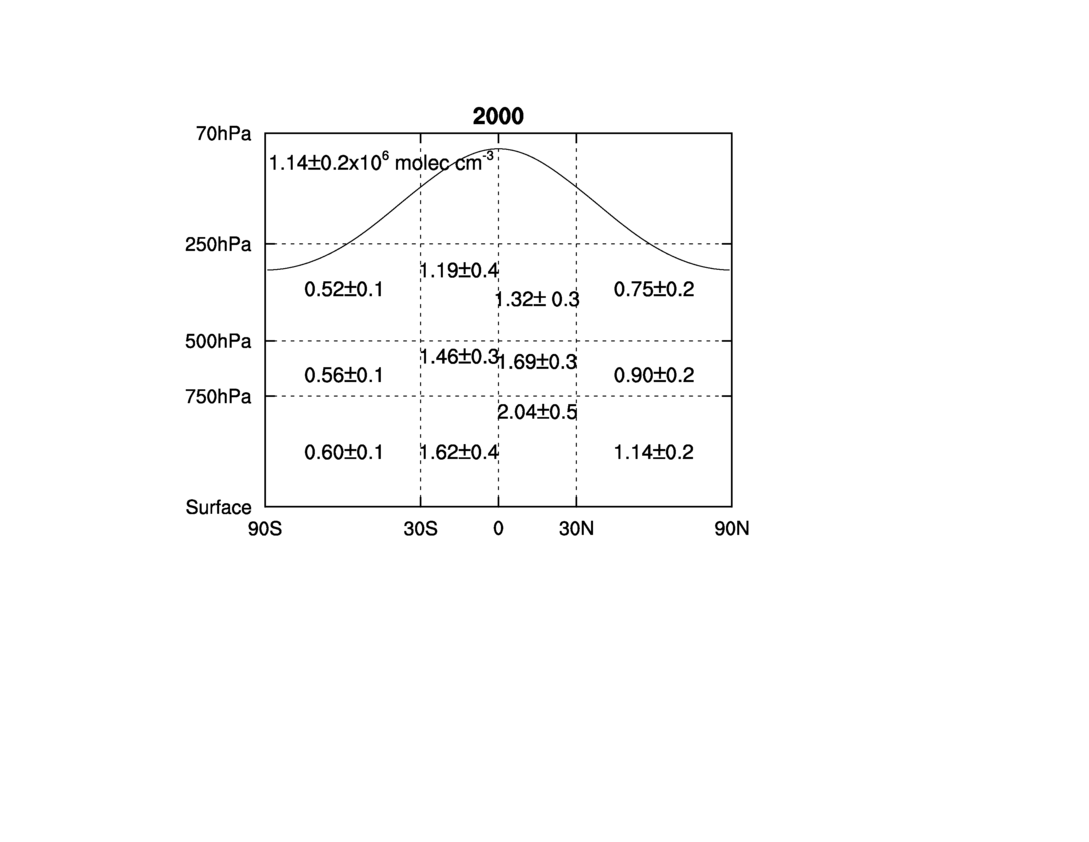 2000
70hPa
1.14±0.2x10⁶ molec cm⁻³
250hPa
1.19±0.4
0.52±0.1
0.75±0.2
1.32± 0.3
500hPa
1.46±0.3
1.69±0.3
0.56±0.1
0.90±0.2
750hPa
2.04±0.5
0.60±0.1
1.62±0.4
1.14±0.2
Surface
90S 30S 0 30N 90N